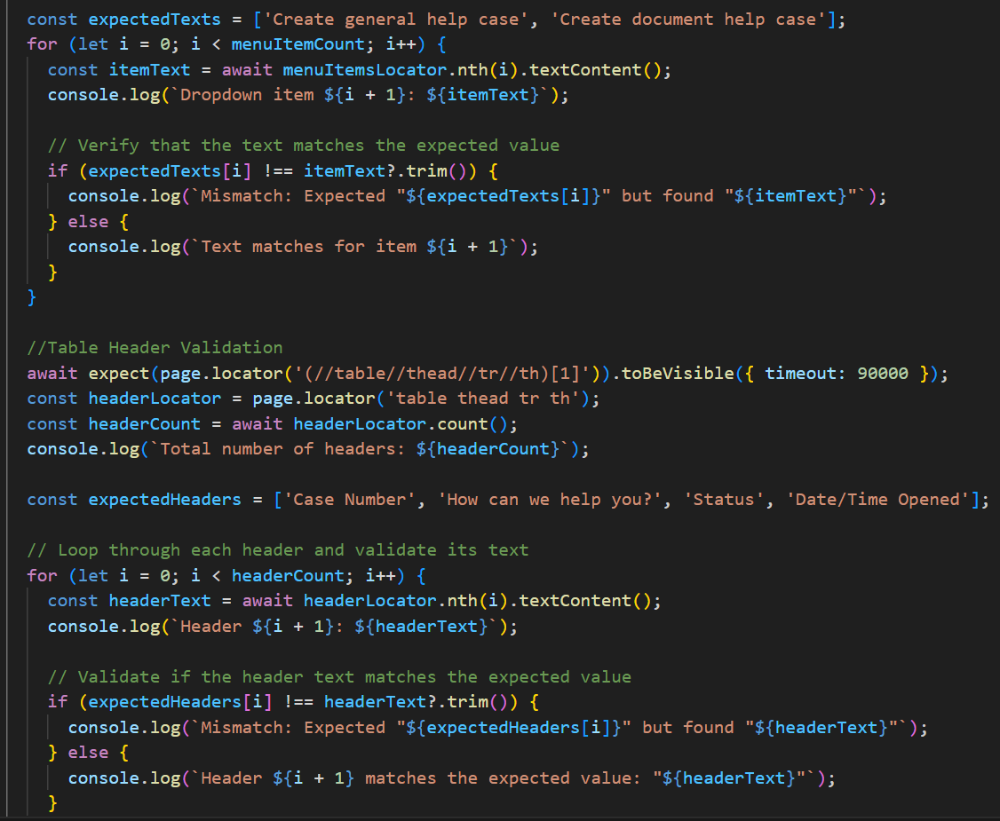 const expectedTexts = ['Create general help case', 'Create document help case'];
for (let i = 0; i < menuItemCount; i++) {
const itemText = await menuItemsLocator.nth(i).textContent();
console.log(`Dropdown item ${i + 1}: ${itemText}`);
// Verify that the text matches the expected value
if (expectedTexts[i] !== itemText?.trim()) {
console.log(`Mismatch: Expected "${expectedTexts[i]}" but found "${itemText}"`);
} else {
console.log(`Text matches for item ${i + 1}`);
}
}
//Table Header Validation
await expect(page.locator('(//table//thead//tr//th)[1]')).toBeVisible({ timeout: 90000 });
const headerLocator = page.locator('table thead tr th');
const headerCount = await headerLocator.count();
console.log(`Total number of headers: ${headerCount}`);
const expectedHeaders = ['Case Number', 'How can we help you?', 'Status', 'Date/Time Opened'];
// Loop through each header and validate its text
for (let i = 0; i < headerCount; i++) {
const headerText = await headerLocator.nth(i).textContent();
console.log(`Header ${i + 1}: ${headerText}`);
// Validate if the header text matches the expected value
if (expectedHeaders[i] !== headerText?.trim()) {
console.log(`Mismatch: Expected "${expectedHeaders[i]}" but found "${headerText}"`);
} else {
console.log(`Header ${i + 1} matches the expected value: "${headerText}"`);
}